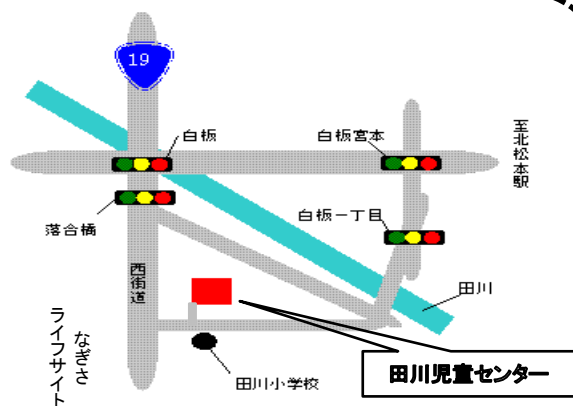 19
白板
白板宮本
至北松本駅
落合橋
白板一丁目
西街道
田川
なぎさ
ライフサイト
田川小学校
田川児童センター